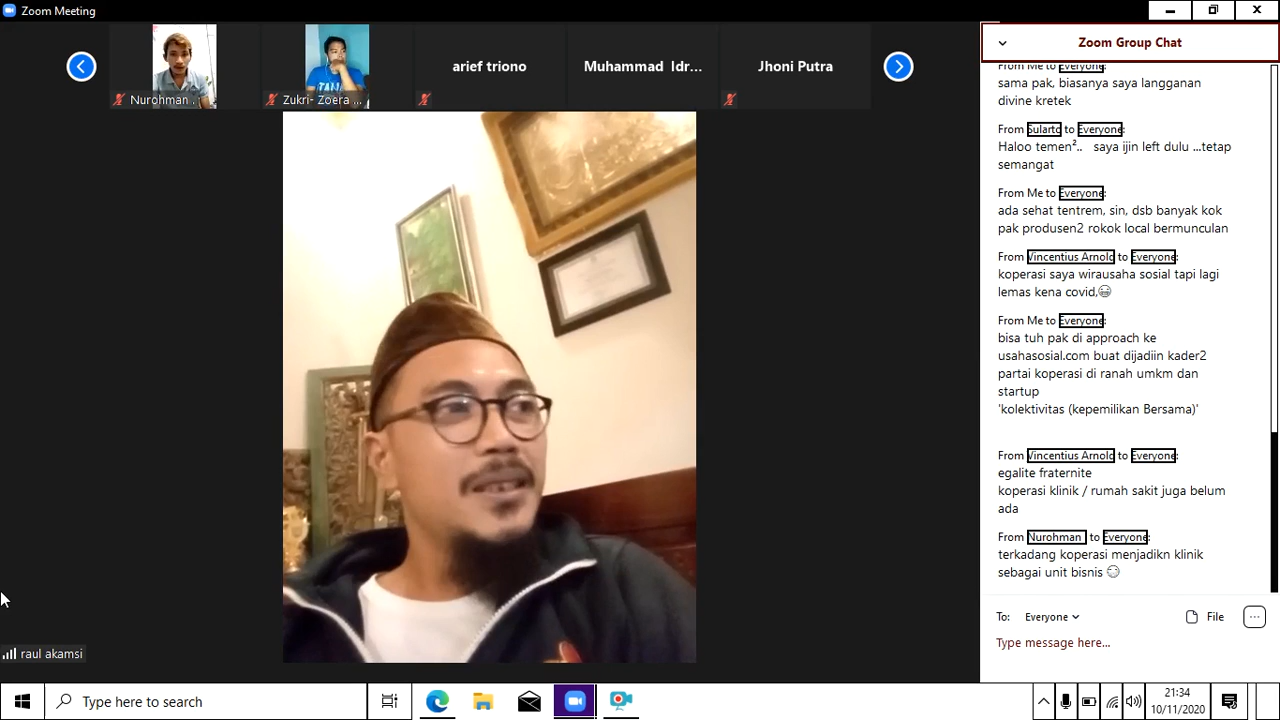 Zoom Meeting
Nurohman .
Zukri- Zoera ...
arief triono
Muhammad Idr...
Jhoni Putra
raul akamsi
Zoom Group Chat
From Me to Everyone:
sama pak, biasanya saya langganan
divine kretek
From Sularto to Everyone:
Haloo temen².. saya ijin left dulu ...tetap
semangat
From Me to Everyone:
ada sehat tentrem, sin, dsb banyak kok
pak produsen2 rokok local bermunculan
From Vincentius Arnold to Everyone:
koperasi saya wirausaha sosial tapi lagi
lemas kena covid,😷
From Me to Everyone:
bisa tuh pak di approach ke
usahasosial.com buat dijadiin kader2
partai koperasi di ranah umkm dan
startup
'kolektivitas (kepemilikan Bersama)'
From Vincentius Arnold to Everyone:
egalite fraternite
koperasi klinik / rumah sakit juga belum
ada
From Nurohman to Everyone:
terkadang koperasi menjadikn klinik
sebagai unit bisnis 😏
To: Everyone
File
Type message here...
Type here to search
21:34
10/11/2020